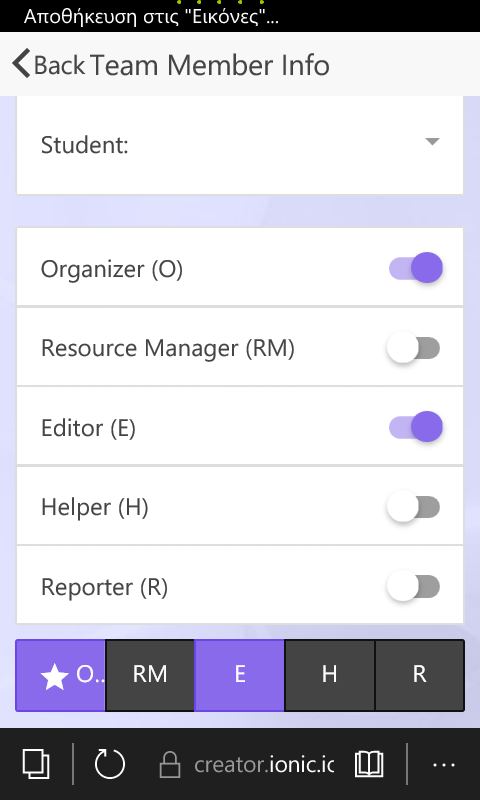 Αποθήκευση στις "Εικόνες"...
Back Team Member Info
Student:
Organizer (O)
Resource Manager (RM)
Editor (E)
Helper (H)
Reporter (R)
O.. RM E H R
creator.ionic.ic